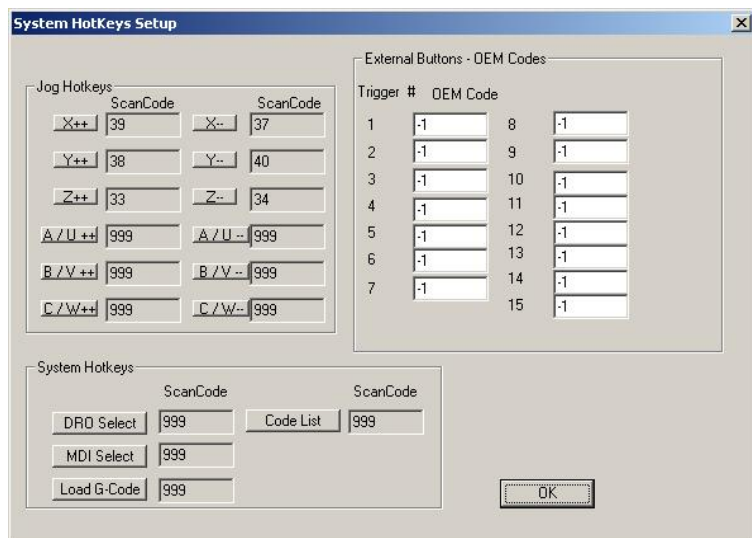 System HotKeys Setup
Jog Hotkeys
ScanCode ScanCode
X++ 39 X-- 37
Y++ 38 Y-- 40
Z++ 33 Z-- 34
A / U ++ 999 A / U -- 999
B / V ++ 999 B / V -- 999
C / W++ 999 C / W-- 999
External Buttons - OEM Codes
Trigger # OEM Code
1 -1 8 -1
2 -1 9 -1
3 -1 10 -1
4 -1 11 -1
5 -1 12 -1
6 -1 13 -1
7 -1 14 -1
15 -1
System Hotkeys
ScanCode ScanCode
DRO Select 999 Code List 999
MDI Select 999
Load G-Code 999
OK